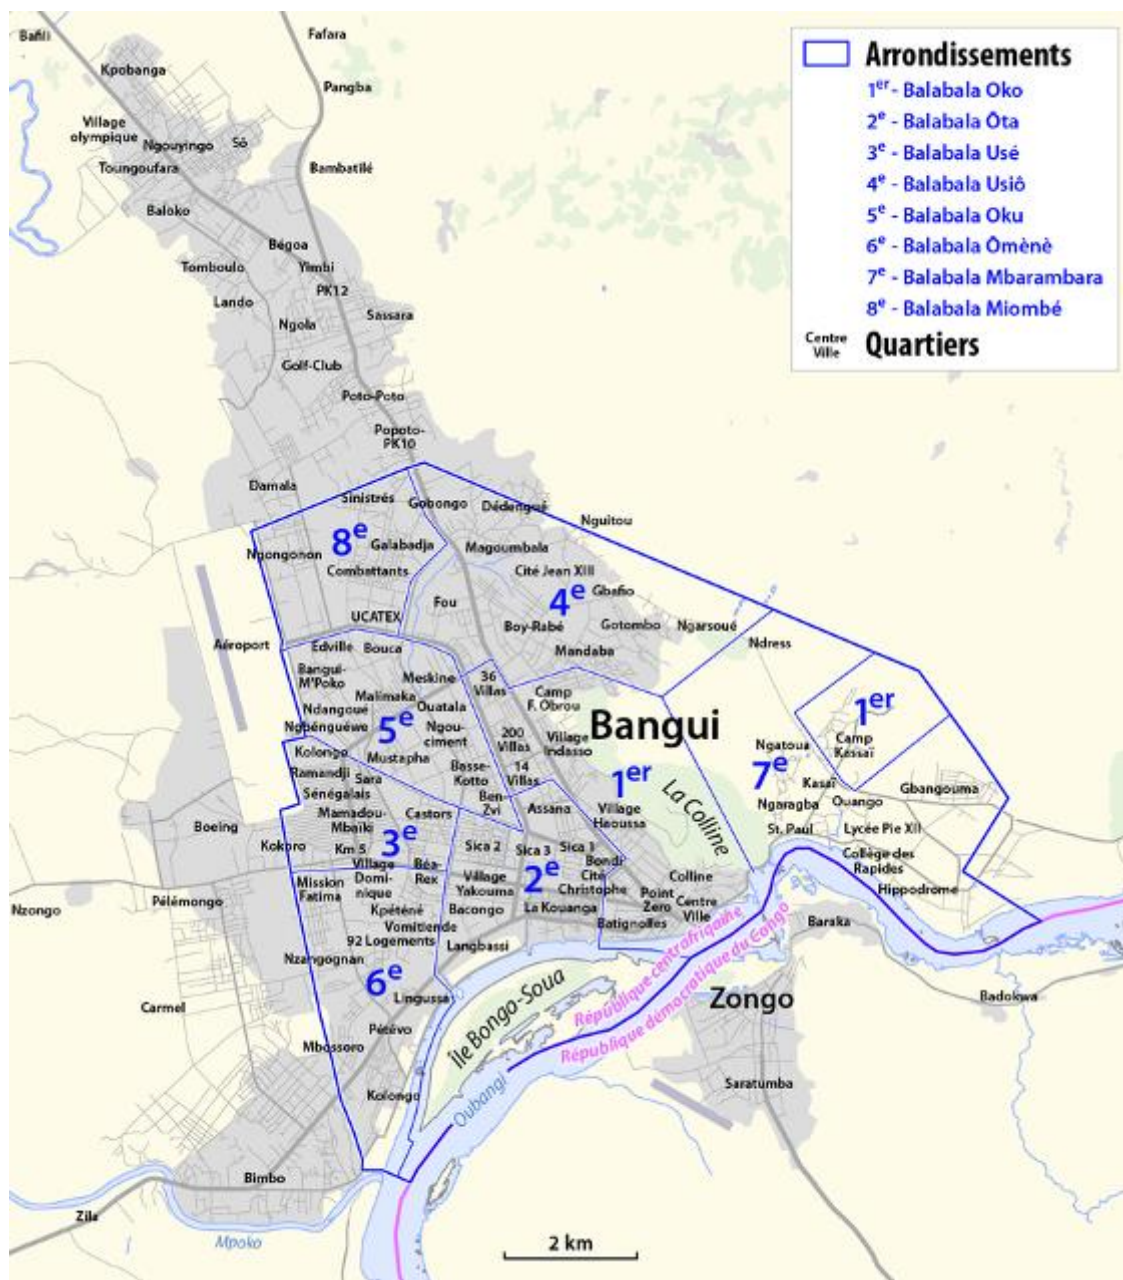 Bafili
Fafara
Kpobanga
Pangba
Village
olympique
Ngouyingo
Sô
Toungoufara
Bambatilé
Baloko
Bégoa
Tomboulo
Yimbi
PK12
Lando
Sassara
Ngola
Golf-Club
Poto-Poto
Popoto-
PK10
Damala
Sinistrés
Gobongo
Dédengué
Nguitou
8e
Galabadja
Magoumbala
Ngongonon
Combattants
Cité Jean XIII
4e
Gbafio
Fou
UCATEX
Boy-Rabé
Gotombo
Ngarsoué
Aéroport
Edville
Bouca
Mandaba
Ndress
Bangui-
M'Poko
Meskine
36
Villas
Malimaka
Camp
F. Obrou
Ndangoué
Ouatala
Bangui
1er
Ngbénguéwe
5e
Ngou-
ciment
200
Villas
Village
Indasso
Camp
Kassaï
Kolongo
Mustapha
Ngatoua
7e
Ramandji
Sara
Basse-
Kotto
14
Villas
1er
La Colline
Kasaï
Gbangouma
Sénégalais
Ben-
Zvi
Assana
Village
Haoussa
Ngaragba
Ouango
Mamadou-
Mbaïki
Castors
Boeing
St. Paul
Lycée Pie XII
Kokoro
Km 5
3e
Sica 2
Sica 3
Sica 1
Collège des
Rapides
Village
Domi-
nique
Béa-
Rex
Bondi
Cité
Christophe
Mission
Fatima
Village
Yakouma
2e
Colline
Hippodrome
Nzongo
Pélémongo
Kpéténé
Bacongo
La Kouanga
Point
Zero
Centre
Ville
Vomitiende
Batignolles
Baraka
92 Logements
Langbassi
Nzangognan
6e
Lingussa
Île Bongo-Soua
République centrafriqaine
République démocratique du Congo
Zongo
Badokwa
Carmel
Pétévo
Mbossoro
Kolongo
Oubangi
Saratumba
Bimbo
Zila
Mpoko
2 km
Arrondissements
1er - Balabala Oko
2e - Balabala Ôta
3e - Balabala Usé
4e - Balabala Usiô
5e - Balabala Oku
6e - Balabala Ômènè
7e - Balabala Mbarambara
8e - Balabala Miombé
Centre
Ville
Quartiers